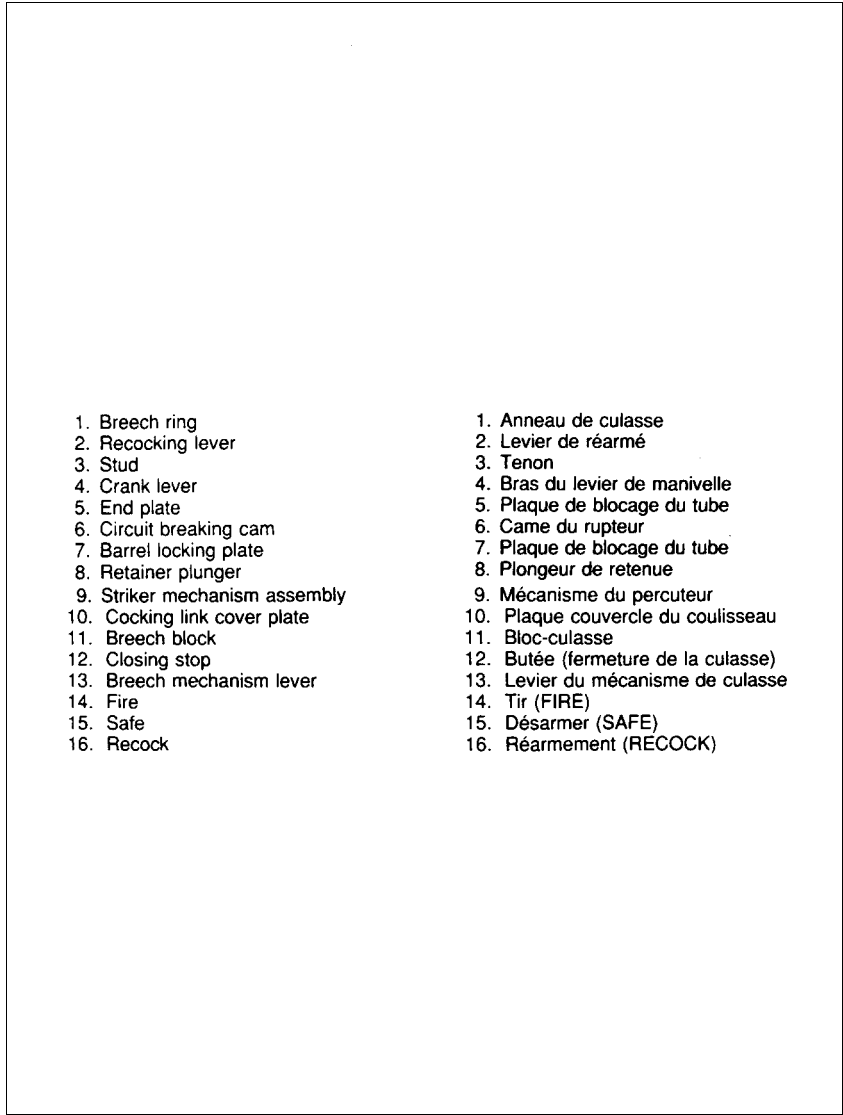 1. Breech ring
2. Recocking lever
3. Stud
4. Crank lever
5. End plate
6. Circuit breaking cam
7. Barrel locking plate
8. Retainer plunger
9. Striker mechanism assembly
10. Cocking link cover plate
11. Breech block
12. Closing stop
13. Breech mechanism lever
14. Fire
15. Safe
16. Recock
1. Anneau de culasse
2. Levier de réarmé
3. Tenon
4. Bras du levier de manivelle
5. Plaque de blocage du tube
6. Came du rupteur
7. Plaque de blocage du tube
8. Plongeur de retenue
9. Mécanisme du percuteur
10. Plaque couvercle du coulisseau
11. Bloc-culasse
12. Butée (fermeture de la culasse)
13. Levier du mécanisme de culasse
14. Tir (FIRE)
15. Désarmer (SAFE)
16. Réarmement (RECOCK)